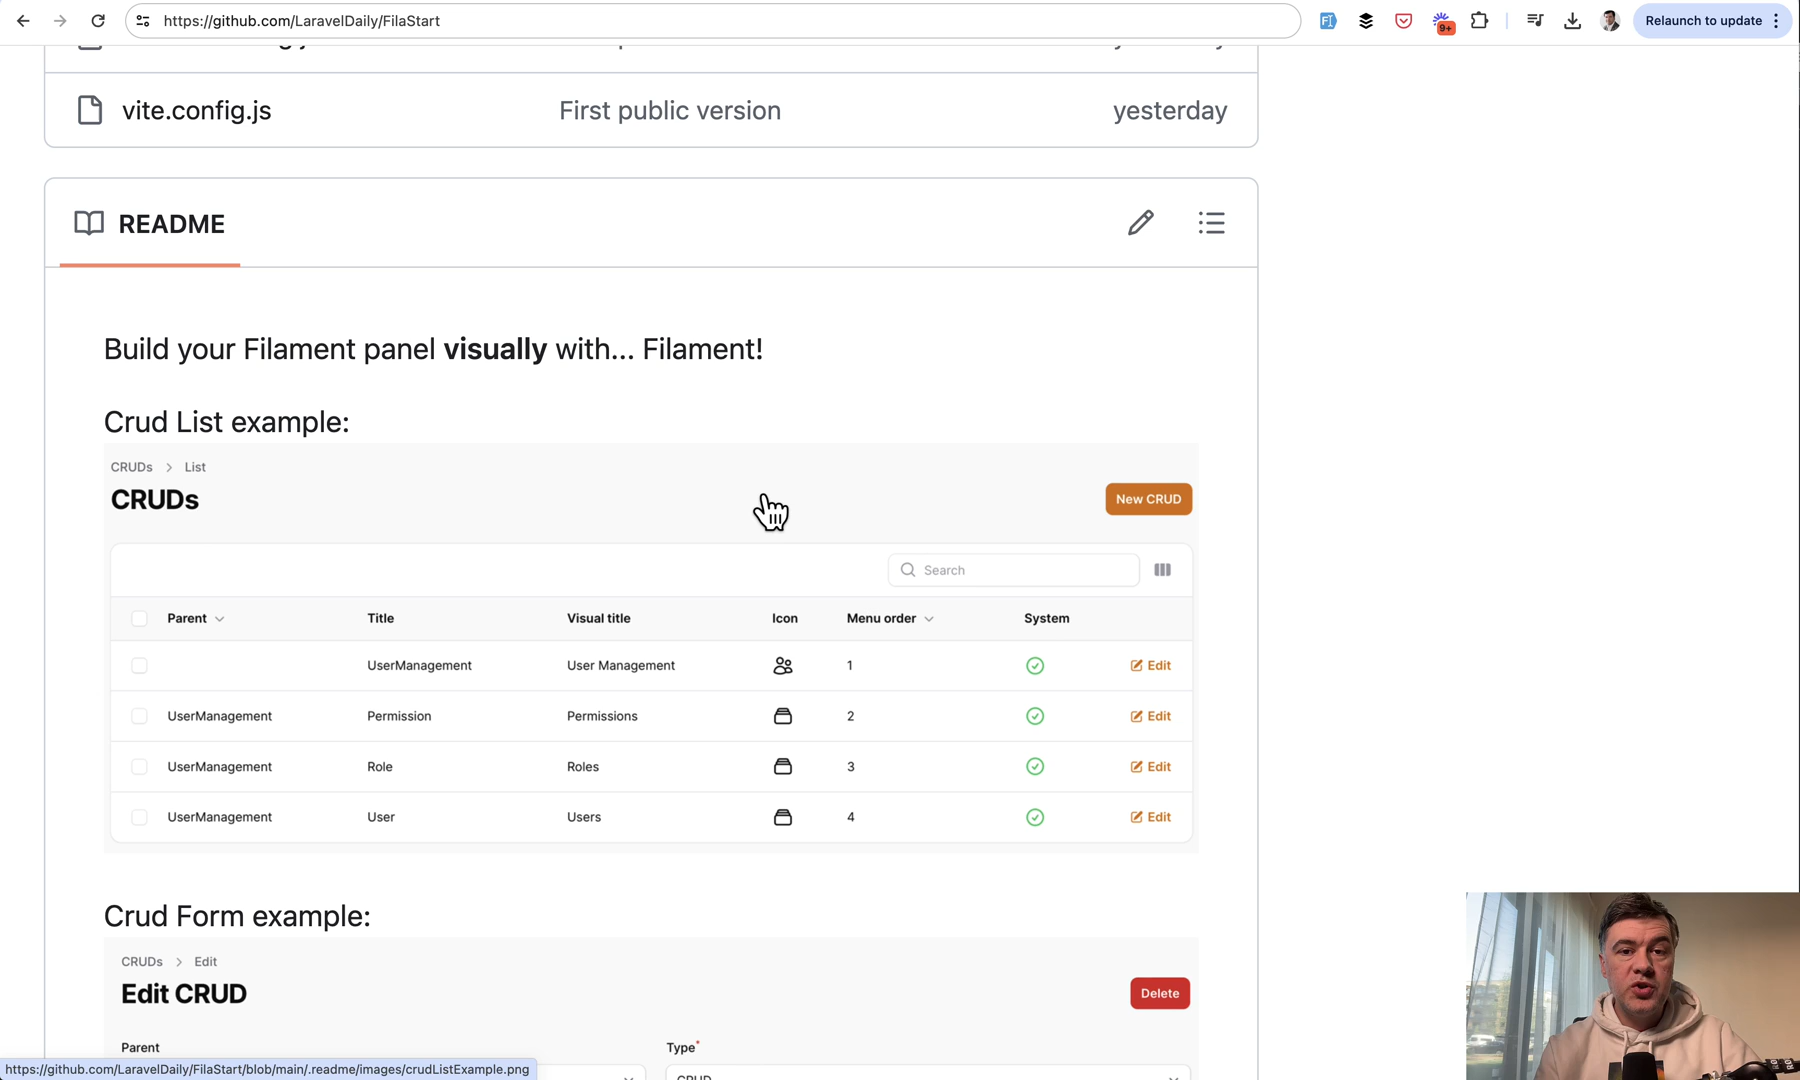 https://github.com/LaravelDaily/FilaStart
9+
Relaunch to update
vite.config.js First public version yesterday
README
Build your Filament panel visually with... Filament!
Crud List example:
CRUDs > List
CRUDs
New CRUD
Search
Parent Title Visual title Icon Menu order System
UserManagement User Management 1 Edit
UserManagement Permission Permissions 2 Edit
UserManagement Role Roles 3 Edit
UserManagement User Users 4 Edit
Crud Form example:
CRUDs > Edit
Edit CRUD
Delete
Parent Type*
CRUD
https://github.com/LaravelDaily/FilaStart/blob/main/.readme/images/crudListExample.png